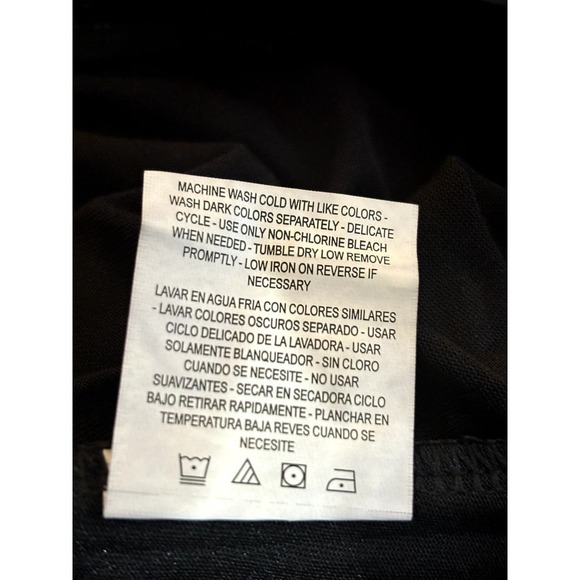 MACHINE WASH COLD WITH LIKE COLORS -
WASH DARK COLORS SEPARATELY - DELICATE
CYCLE - USE ONLY NON-CHLORINE BLEACH
WHEN NEEDED - TUMBLE DRY LOW REMOVE
PROMPTLY - LOW IRON ON REVERSE IF
NECESSARY
LAVAR EN AGUA FRIA CON COLORES SIMILARES
- LAVAR COLORES OSCUROS SEPARADO - USAR
CICLO DELICADO DE LA LAVADORA - USAR
SOLAMENTE BLANQUEADOR - SIN CLORO
CUANDO SE NECESITE - NO USAR
SUAVIZANTES - SECAR EN SECADORA CICLO
BAJO RETIRAR RAPIDAMENTE - PLANCHAR EN
TEMPERATURA BAJA REVES CUANDO SE
NECESITE